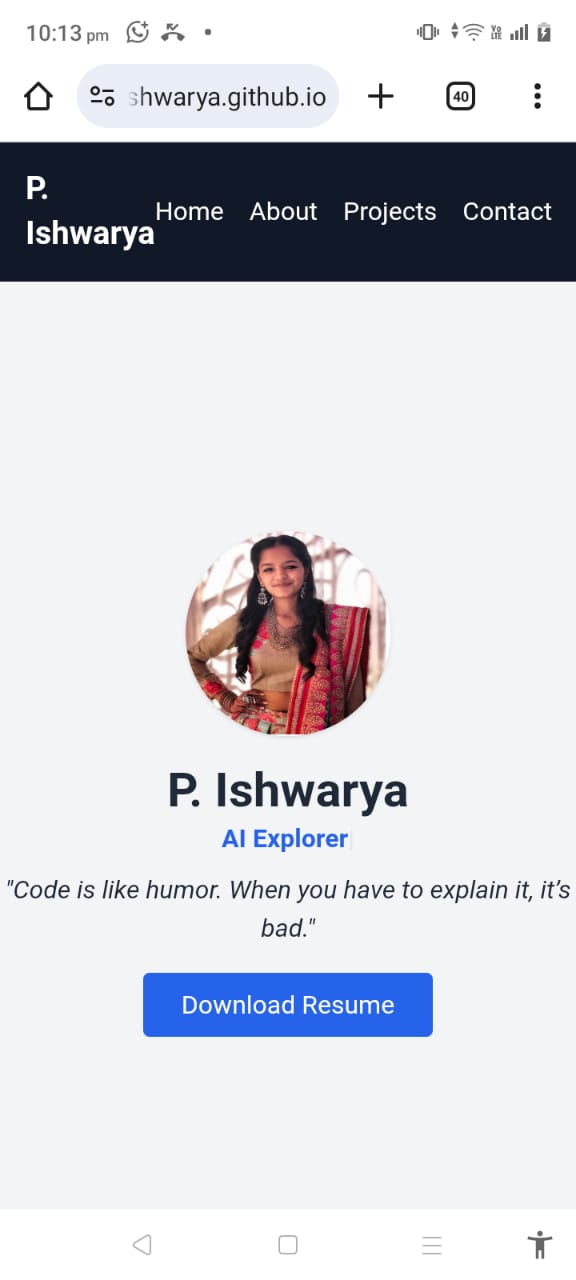 10:13 pm
shwarya.github.io
40
P.
Ishwarya
Home About Projects Contact
P. Ishwarya
AI Explorer
"Code is like humor. When you have to explain it, it’s
bad."
Download Resume